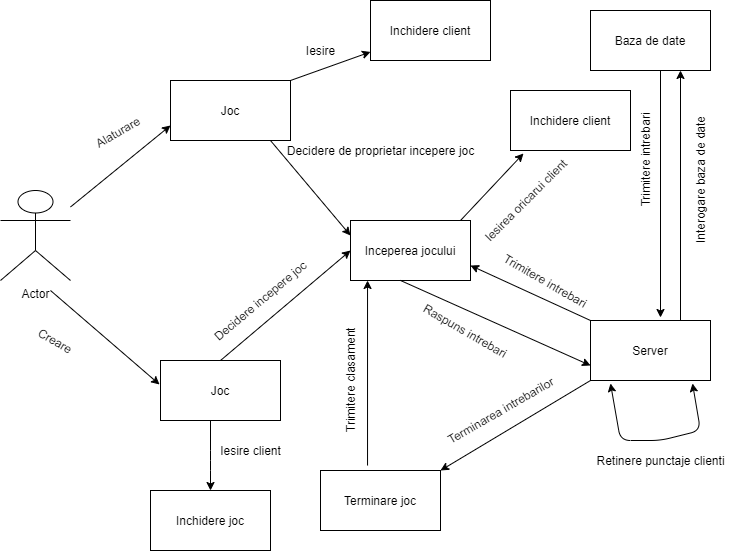 Inchidere client
Iesire
Baza de date
Joc
Alaturare
Inchidere client
Decidere de proprietar incepere joc
Trimitere intrebari
Interogare baza de date
Iesirea oricarui client
Inceperea jocului
Actor
Decidere incepere joc
Trimitere intrebari
Raspuns intrebari
Creare
Server
Joc
Trimitere clasament
Terminarea intrebarilor
Iesire client
Retinere punctaje clienti
Terminare joc
Inchidere joc